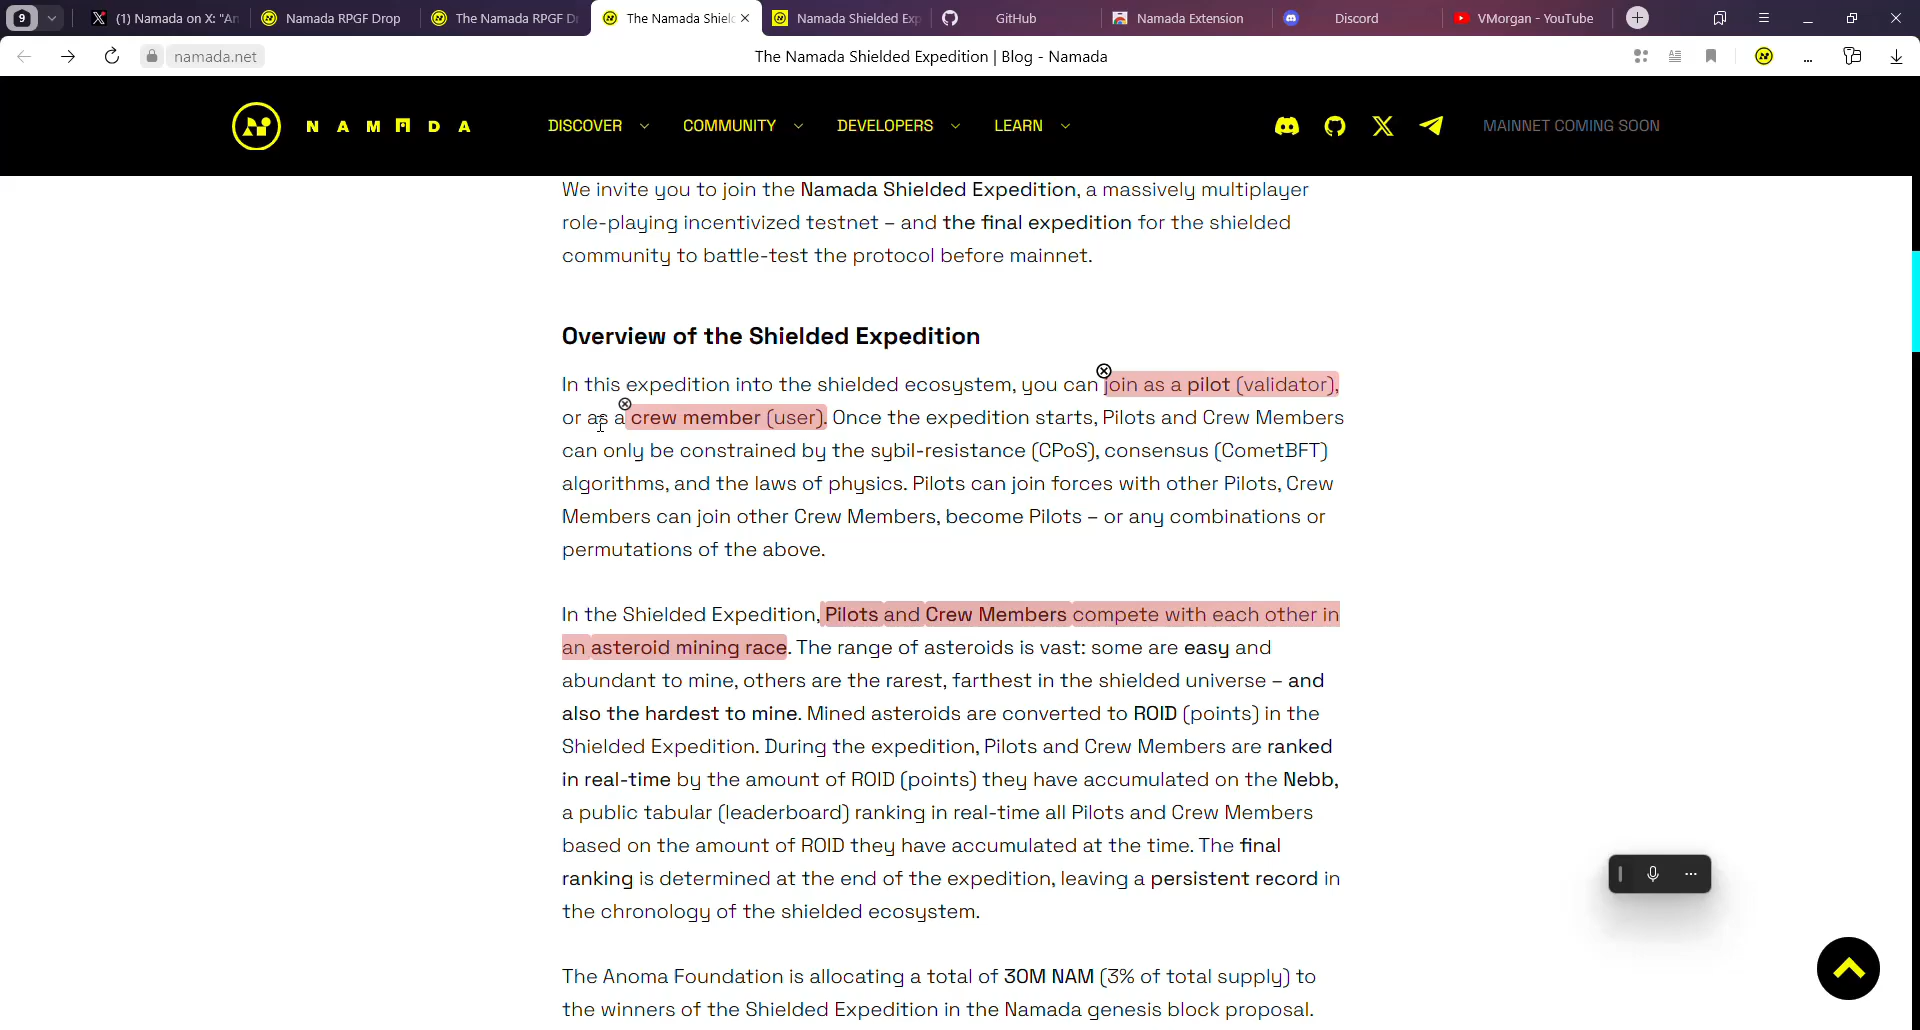 9
(1) Namada on X: "An
Namada RPGF Drop
The Namada RPGF D
The Namada Shiel
Namada Shielded Exp
GitHub
Namada Extension
Discord
VMorgan - YouTube
namada.net
The Namada Shielded Expedition | Blog - Namada
NAMADA
DISCOVER
COMMUNITY
DEVELOPERS
LEARN
MAINNET COMING SOON
We invite you to join the Namada Shielded Expedition, a massively multiplayer
role-playing incentivized testnet – and the final expedition for the shielded
community to battle-test the protocol before mainnet.
Overview of the Shielded Expedition
In this expedition into the shielded ecosystem, you can join as a pilot (validator),
or as a crew member (user). Once the expedition starts, Pilots and Crew Members
can only be constrained by the sybil-resistance (CPoS), consensus (CometBFT)
algorithms, and the laws of physics. Pilots can join forces with other Pilots, Crew
Members can join other Crew Members, become Pilots – or any combinations or
permutations of the above.
In the Shielded Expedition, Pilots and Crew Members compete with each other in
an asteroid mining race. The range of asteroids is vast: some are easy and
abundant to mine, others are the rarest, farthest in the shielded universe – and
also the hardest to mine. Mined asteroids are converted to ROID (points) in the
Shielded Expedition. During the expedition, Pilots and Crew Members are ranked
in real-time by the amount of ROID (points) they have accumulated on the Nebb,
a public tabular (leaderboard) ranking in real-time all Pilots and Crew Members
based on the amount of ROID they have accumulated at the time. The final
ranking is determined at the end of the expedition, leaving a persistent record in
the chronology of the shielded ecosystem.
The Anoma Foundation is allocating a total of 30M NAM (3% of total supply) to
the winners of the Shielded Expedition in the Namada genesis block proposal.